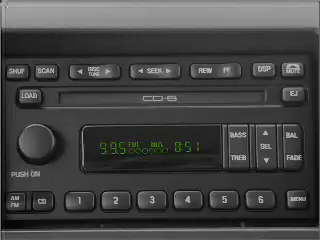 SHUF SCAN DISC TUNE SEEK REW FF DSP MUTE
LOAD CD-6 EJ
99.5 8:51
BASS BAL
SEL
TREB FADE
PUSH ON
AM FM CD 1 2 3 4 5 6 MENU